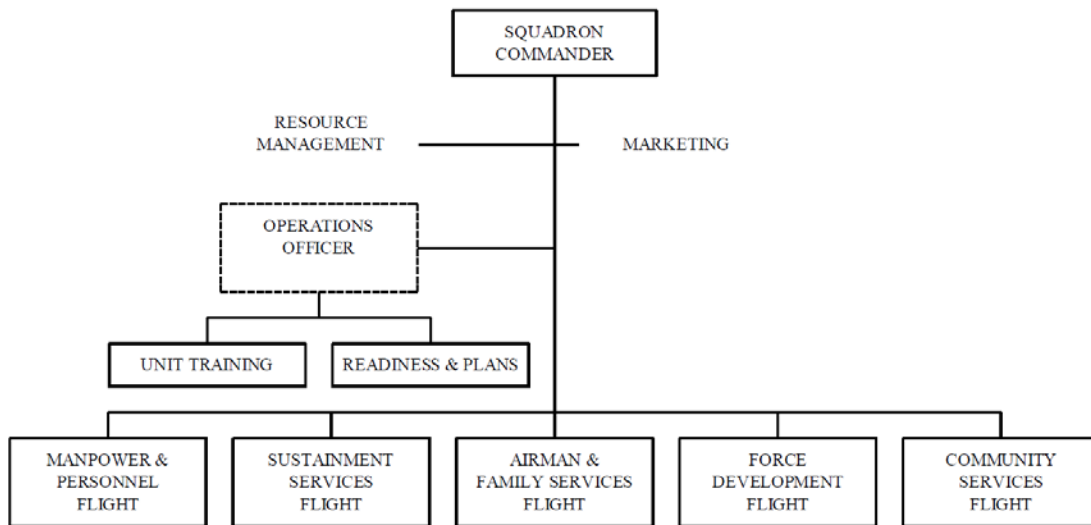 SQUADRON
COMMANDER
RESOURCE
MANAGEMENT
MARKETING
OPERATIONS
OFFICER
UNIT TRAINING
READINESS & PLANS
MANPOWER &
PERSONNEL
FLIGHT
SUSTAINMENT
SERVICES
FLIGHT
AIRMAN &
FAMILY SERVICES
FLIGHT
FORCE
DEVELOPMENT
FLIGHT
COMMUNITY
SERVICES
FLIGHT